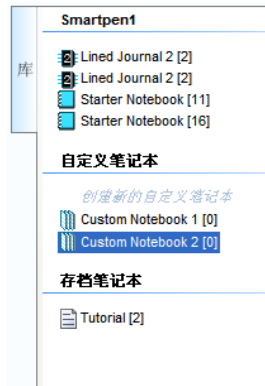 Smartpen1
库
Lined Journal 2 [2]
Lined Journal 2 [2]
Starter Notebook [11]
Starter Notebook [16]
自定义笔记本
创建新的自定义笔记本
Custom Notebook 1 [0]
Custom Notebook 2 [0]
存档笔记本
Tutorial [2]